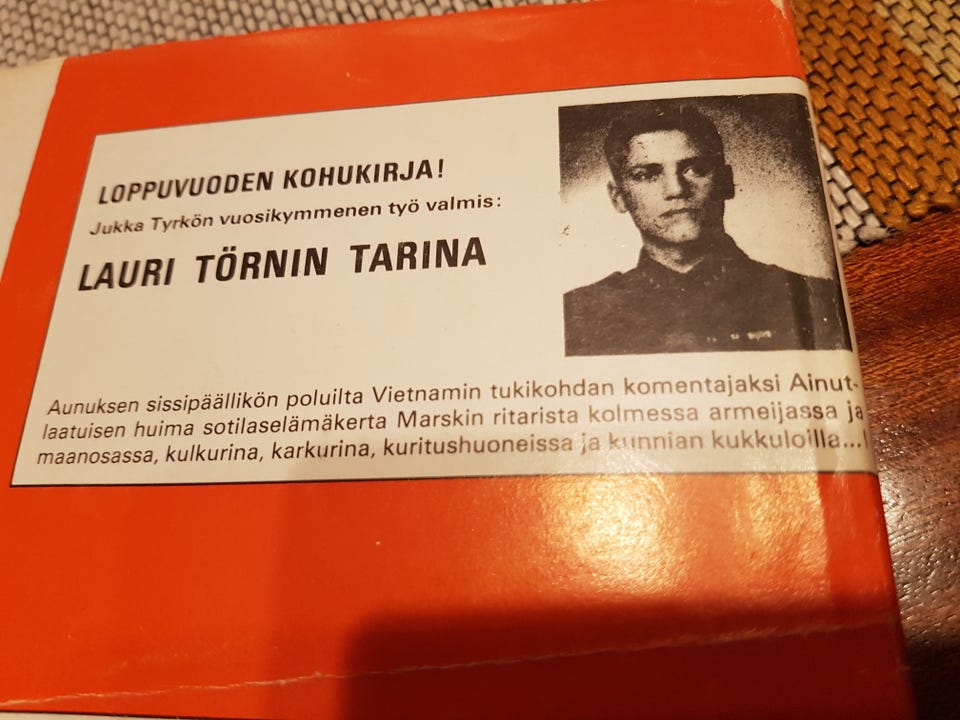 LOPPUVUODEN KOHUKIRJA!
Jukka Tyrkön vuosikymmenen työ valmis:
LAURI TÖRNIN TARINA
Aunuksen sissipäällikön poluilta Vietnamin tukikohdan komentajaksi Ainut-
laatuisen huima sotilaselämäkerta Marskin ritarista kolmessa armeijassa ja
maanosassa, kulkurina, karkurina, kuritushuoneissa ja kunnian kukkuloilla...